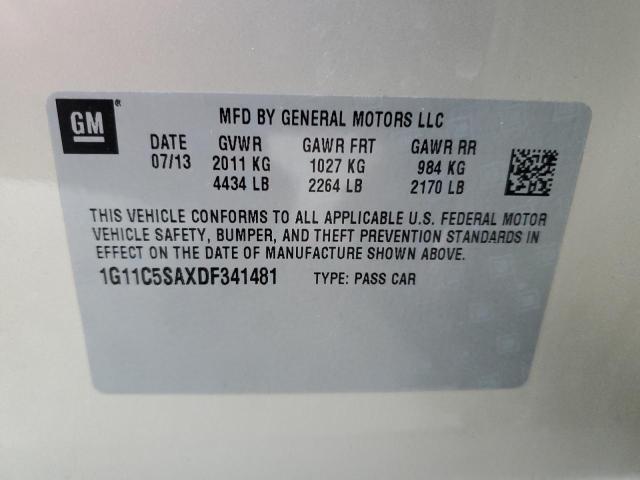 GM®
MFD BY GENERAL MOTORS LLC
DATE GVWR GAWR FRT GAWR RR
07/13 2011 KG 1027 KG 984 KG
4434 LB 2264 LB 2170 LB
THIS VEHICLE CONFORMS TO ALL APPLICABLE U.S. FEDERAL MOTOR
VEHICLE SAFETY, BUMPER, AND THEFT PREVENTION STANDARDS IN
EFFECT ON THE DATE OF MANUFACTURE SHOWN ABOVE.
1G11C5SAXDF341481 TYPE: PASS CAR